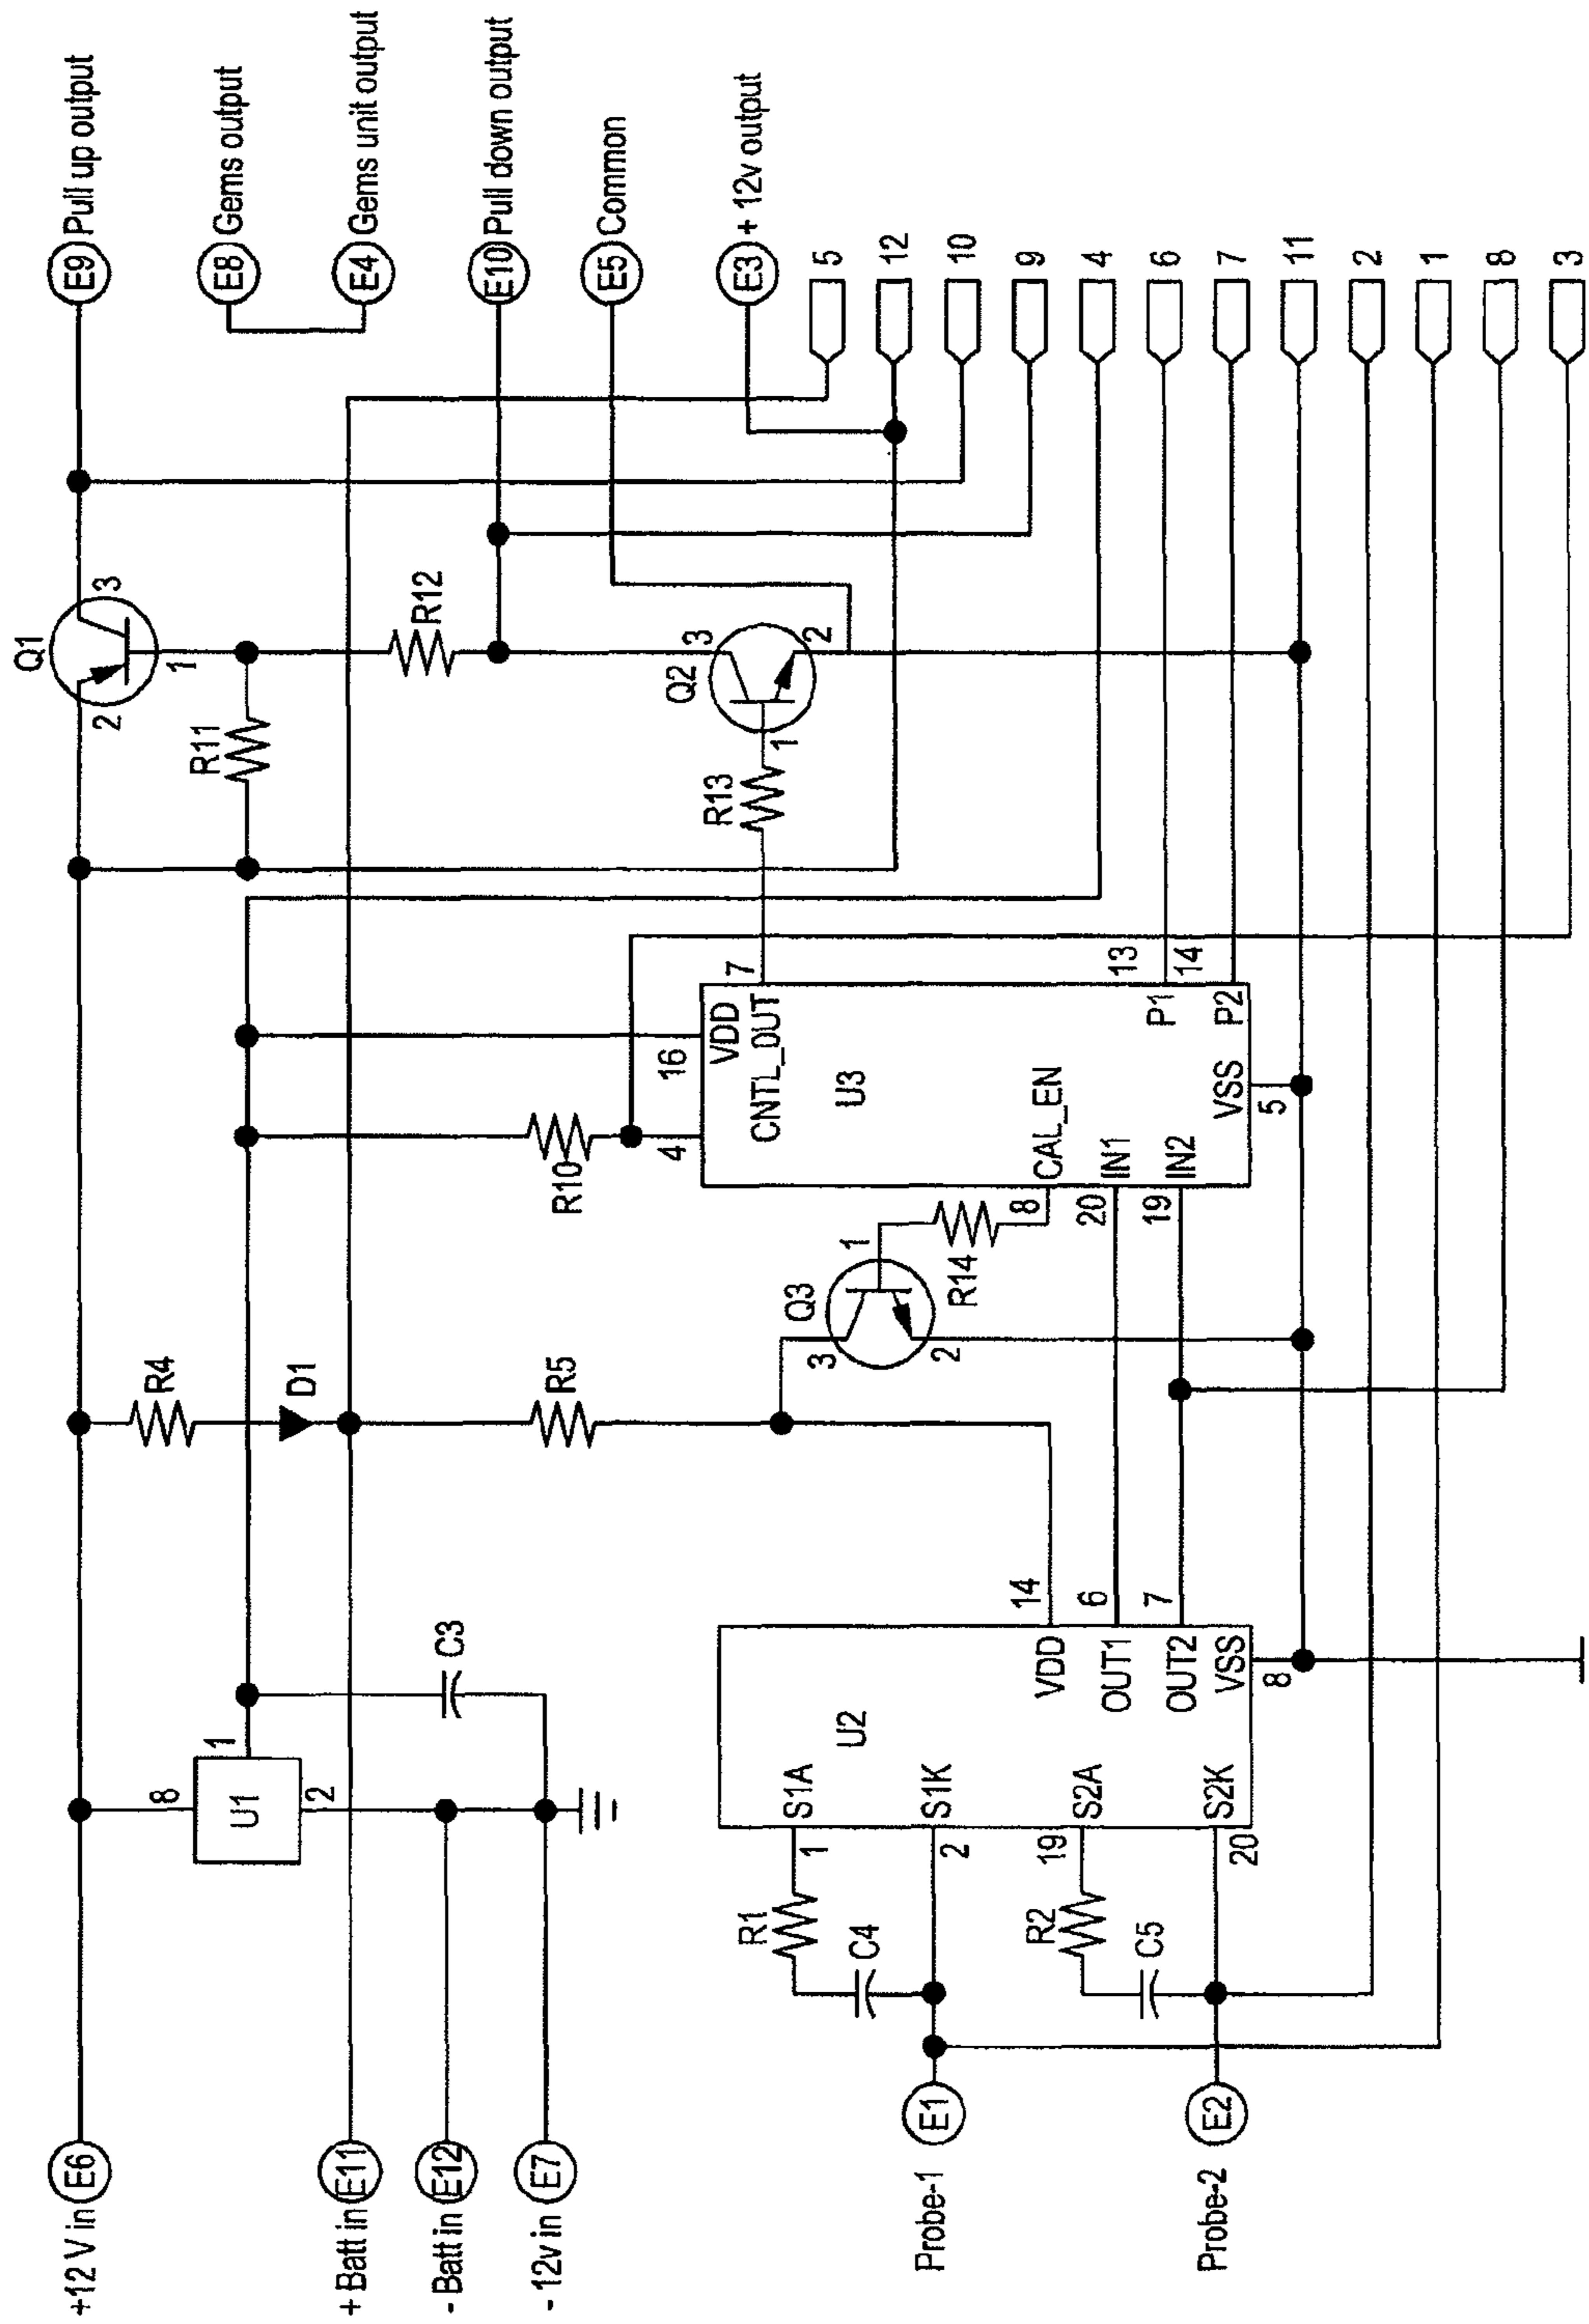 +12 V in E6
+ Batt in E11
- Batt in E12
- 12v in E7
Probe-1 E1
Probe-2 E2
E9 Pull up output
E8 Gems output
E4 Gems unit output
E10 Pull down output
E5 Common
E3 + 12v output
5
12
10
9
4
6
7
11
2
1
8
3
Q1
2
3
1
R11
R12
R4
D1
R5
8
U1
1
2
C3
Q2
3
2
1
R13
R10
4
16
7
VDD
CNTL_OUT
U3
CAL_EN
IN1
IN2
VSS
P1
P2
13
14
5
8
20
19
Q3
1
3
2
R14
U2
S1A
S1K
S2A
S2K
VDD
OUT1
OUT2
VSS
14
6
7
8
1
2
19
20
R1
C4
R2
C5